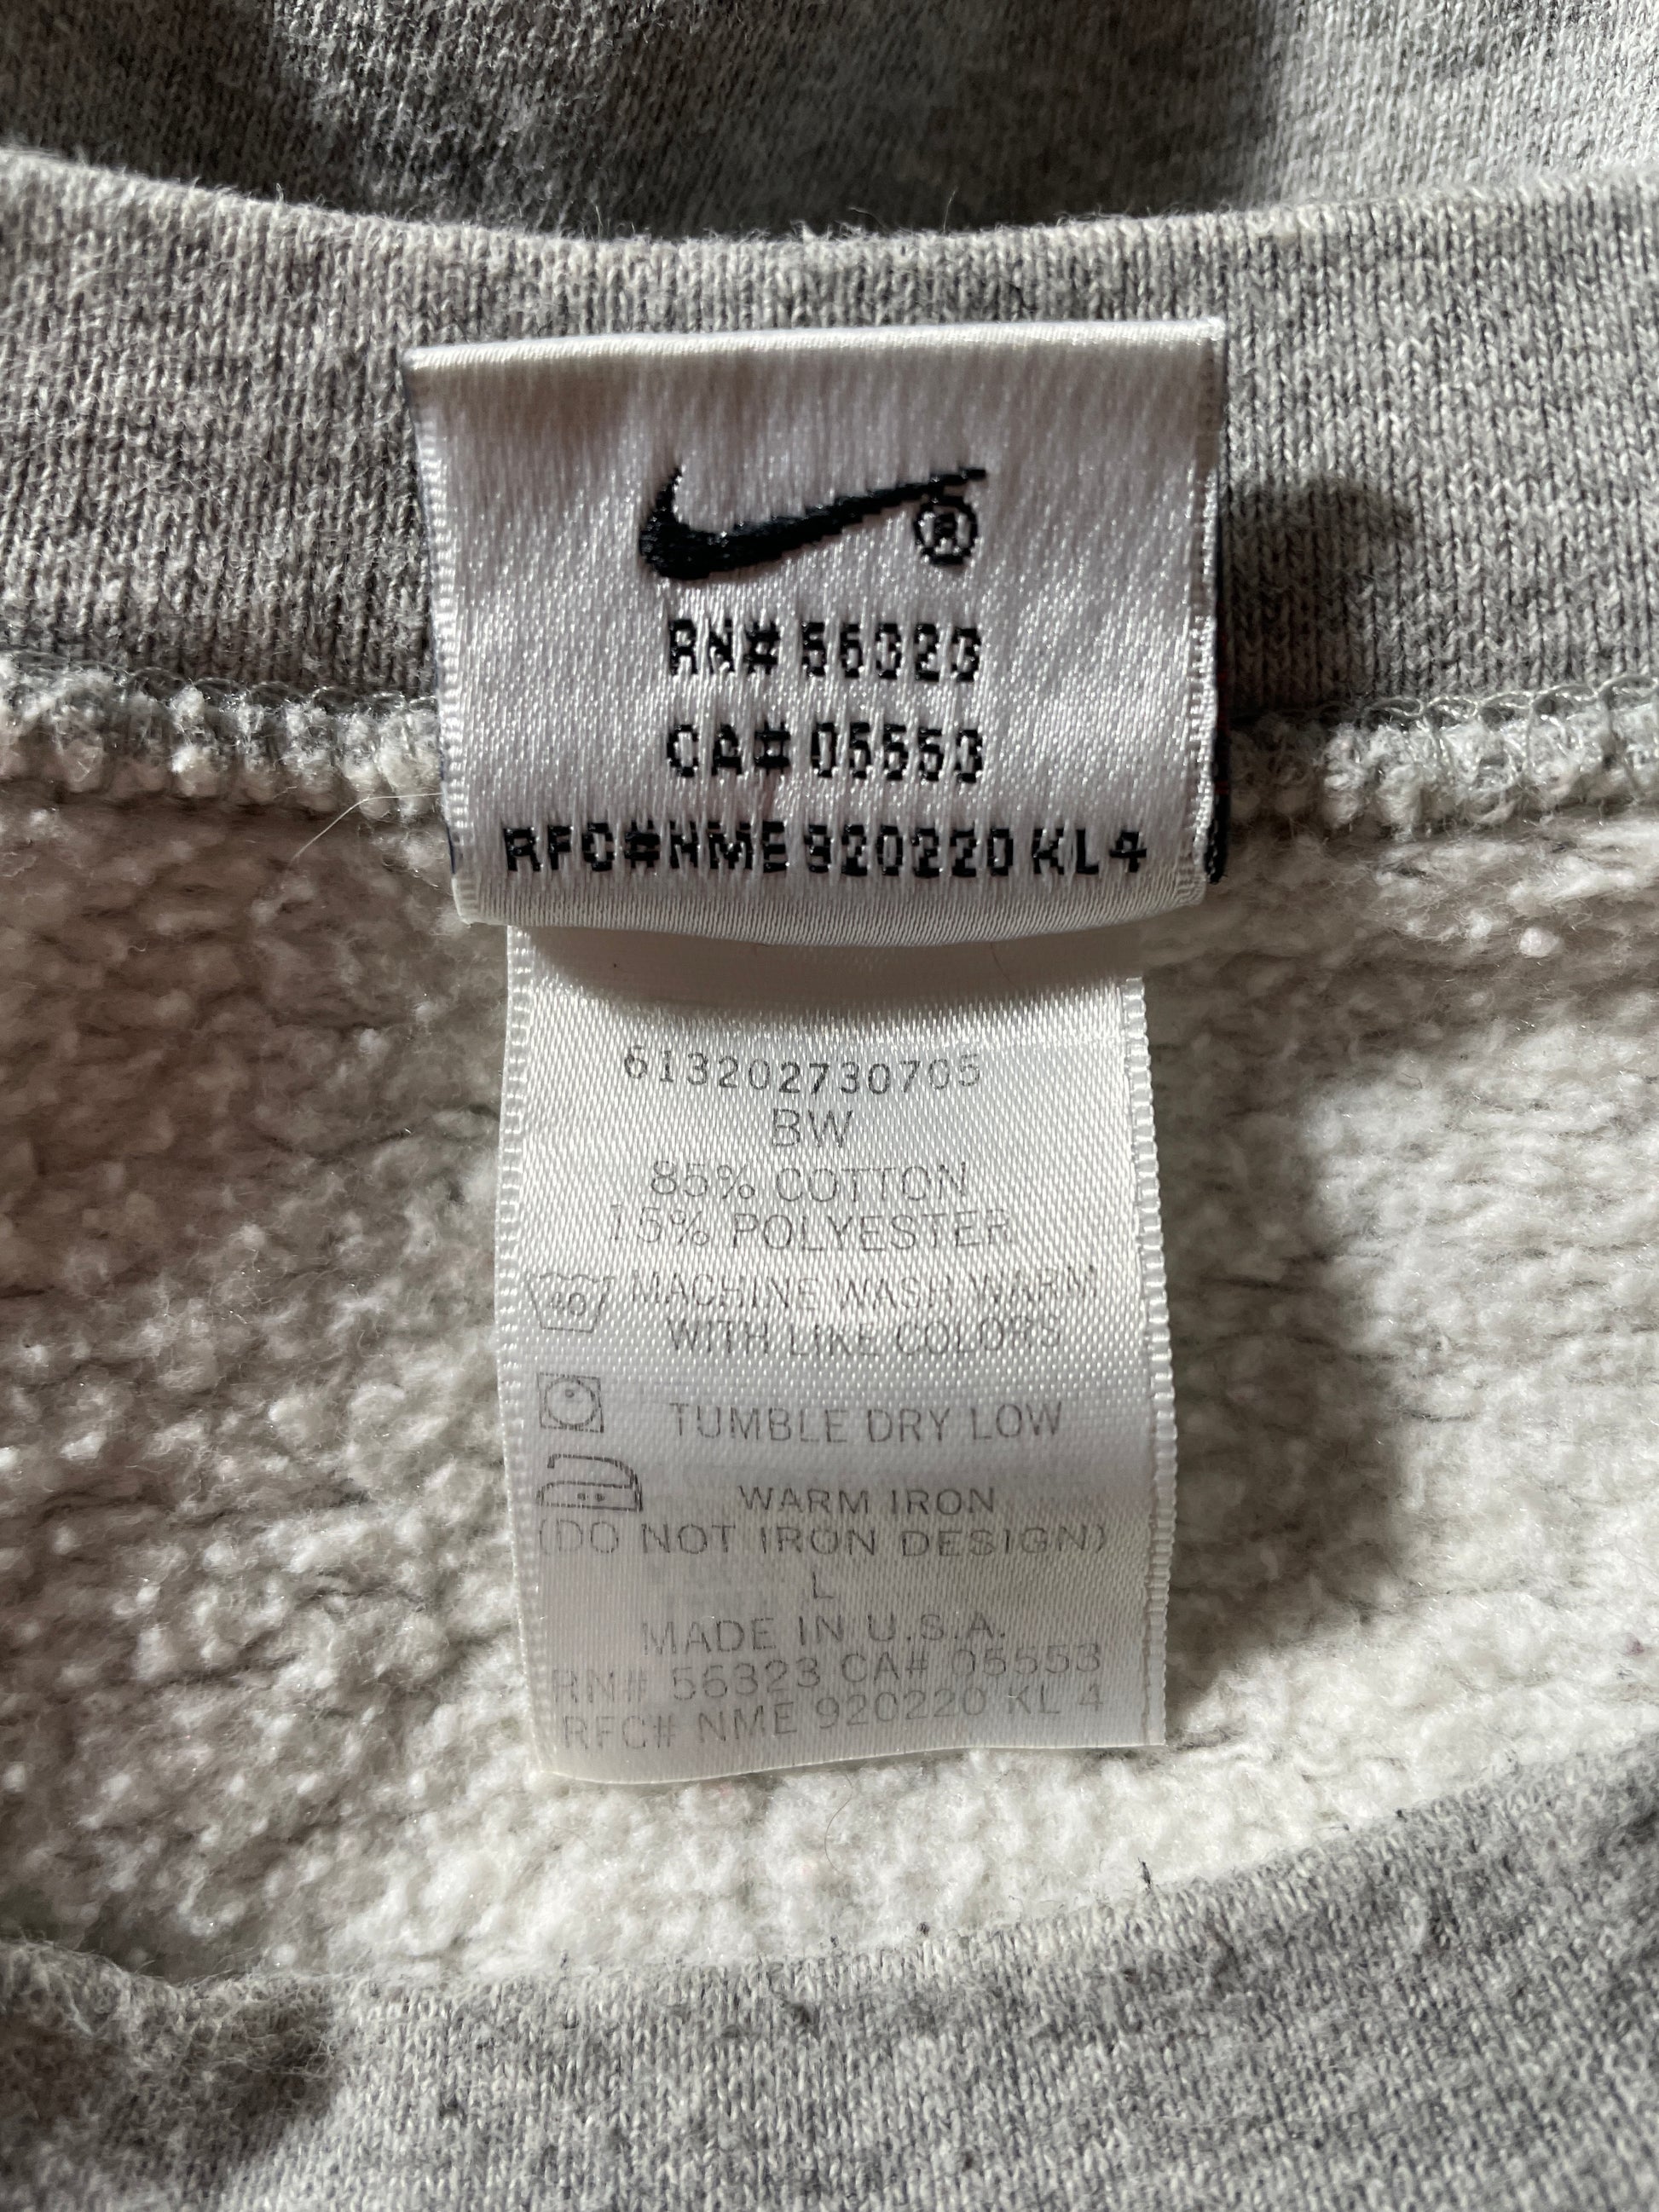 ®
RN# 56323
CA# 05553
RFC#NME 920220 KL4
613202730705
BW
85% COTTON
15% POLYESTER
40 MACHINE WASH WARM
WITH LIKE COLORS
TUMBLE DRY LOW
WARM IRON
(DO NOT IRON DESIGN)
L
MADE IN U.S.A.
RN# 56323 CA# 05553
RFC# NME 920220 KL 4